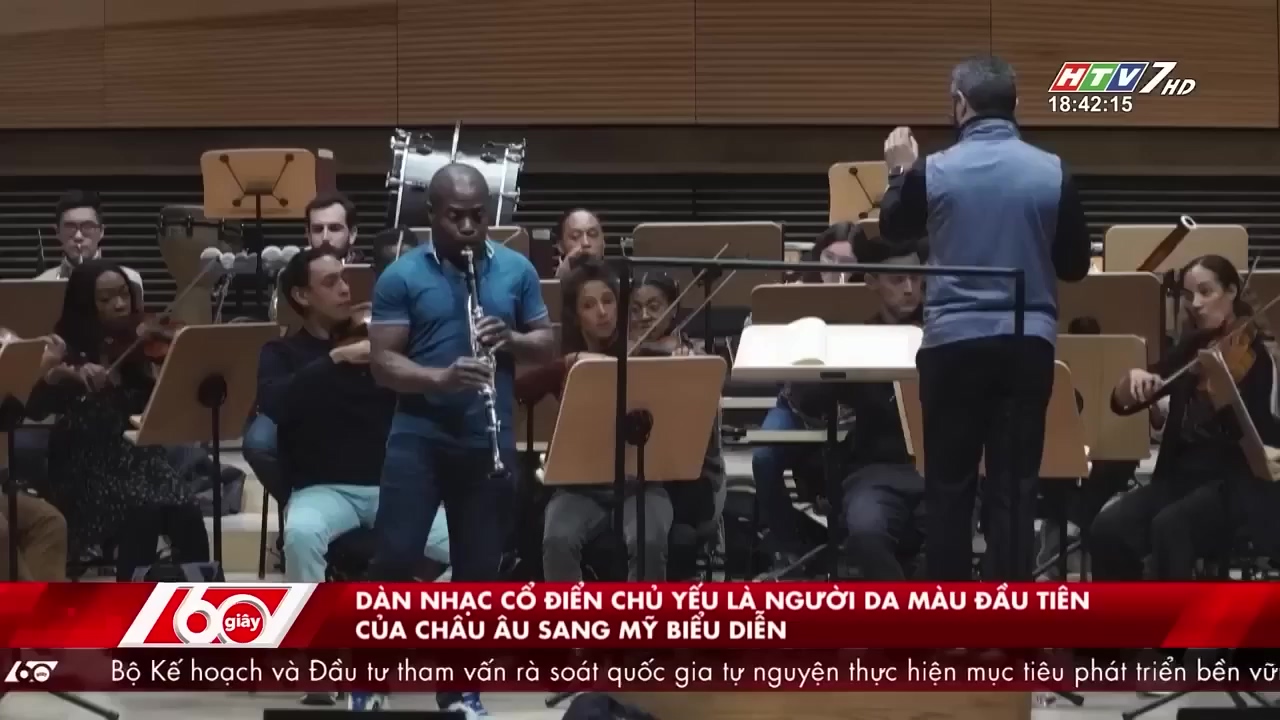 HTV7 HD
18:42:15
60 giây
DÀN NHẠC CỔ ĐIỂN CHỦ YẾU LÀ NGƯỜI DA MÀU ĐẦU TIÊN
CỦA CHÂU ÂU SANG MỸ BIỂU DIỄN
60 Bộ Kế hoạch và Đầu tư tham vấn rà soát quốc gia tự nguyện thực hiện mục tiêu phát triển bền